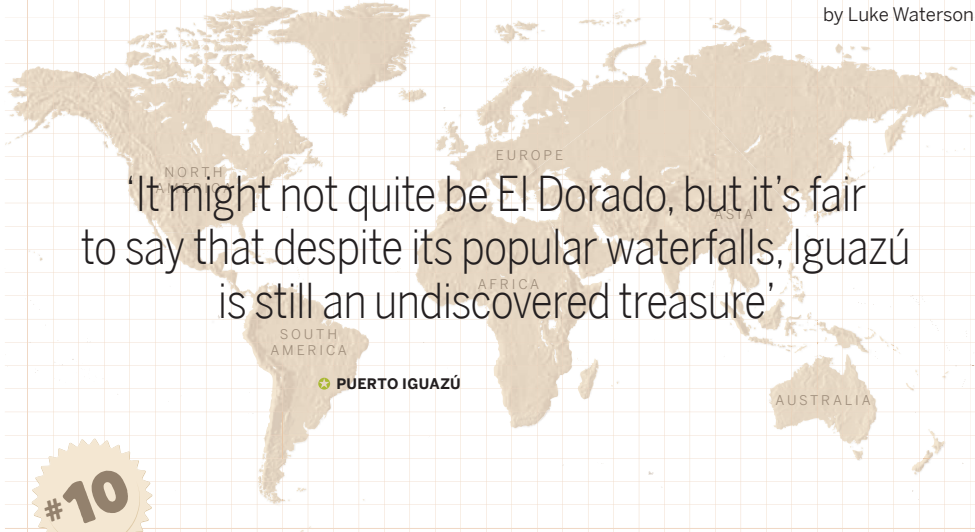 by Luke Waterson
EUROPE
NORTH
AMERICA
‘It might not quite be El Dorado, but it’s fair
ASIA
to say that despite its popular waterfalls, Iguazú
AFRICA
is still an undiscovered treasure’
SOUTH
AMERICA
PUERTO IGUAZÚ
AUSTRALIA
#10